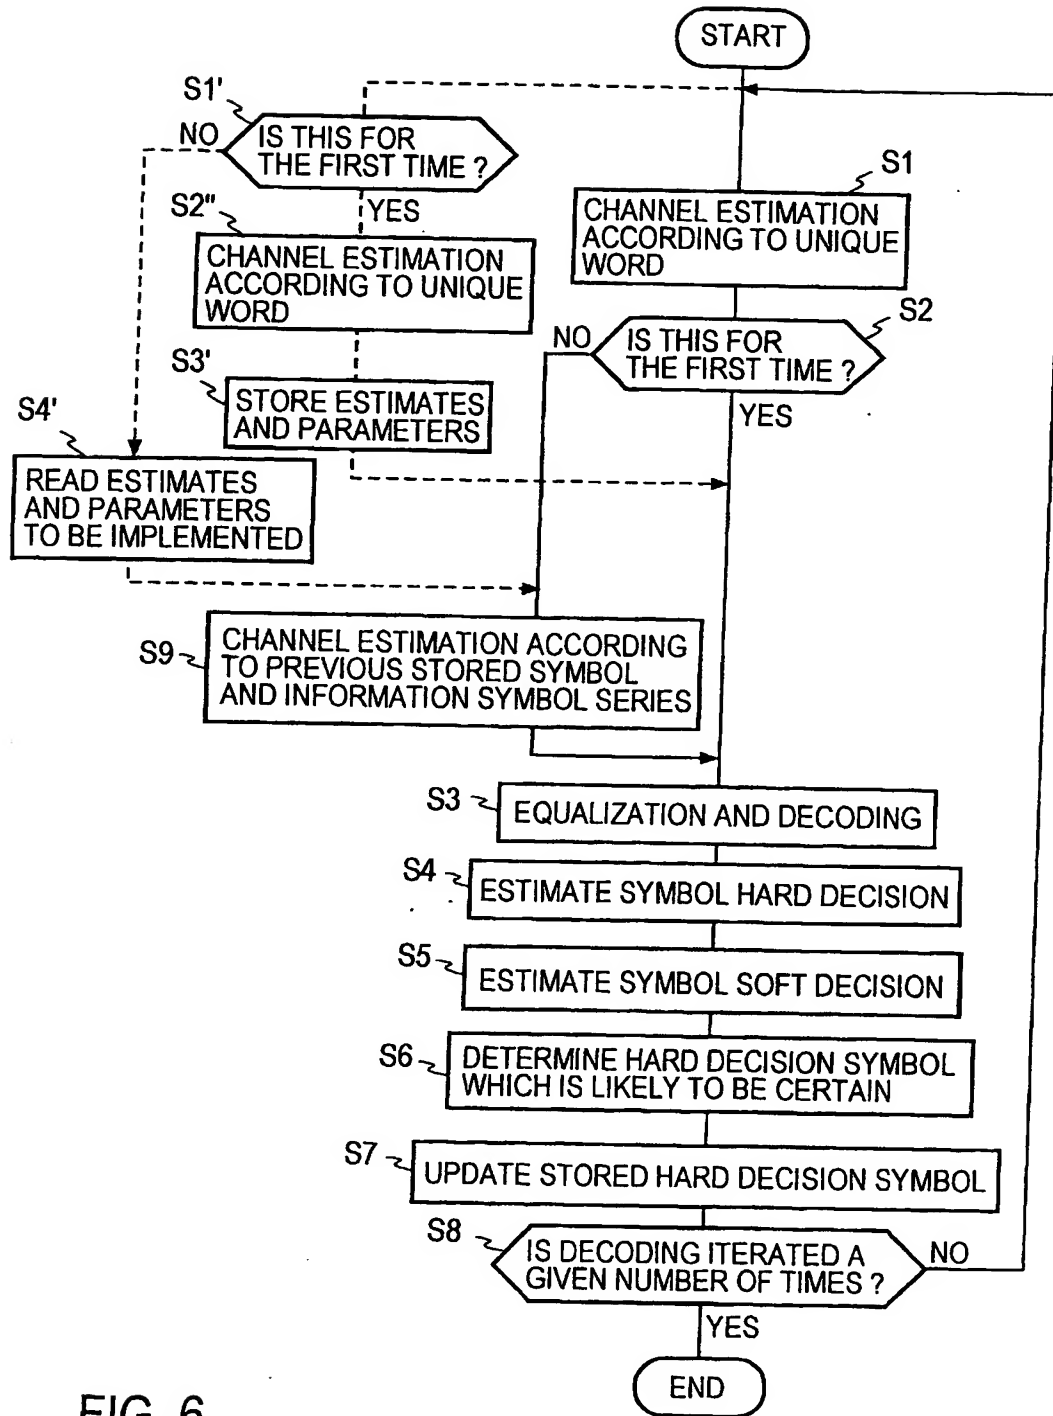 START
S1'
IS THIS FOR
THE FIRST TIME ?
NO
YES
S1
CHANNEL ESTIMATION
ACCORDING TO UNIQUE
WORD
S2"
CHANNEL ESTIMATION
ACCORDING TO UNIQUE
WORD
S2
IS THIS FOR
THE FIRST TIME ?
NO
YES
S3'
STORE ESTIMATES
AND PARAMETERS
S4'
READ ESTIMATES
AND PARAMETERS
TO BE IMPLEMENTED
S9
CHANNEL ESTIMATION ACCORDING
TO PREVIOUS STORED SYMBOL
AND INFORMATION SYMBOL SERIES
S3
EQUALIZATION AND DECODING
S4
ESTIMATE SYMBOL HARD DECISION
S5
ESTIMATE SYMBOL SOFT DECISION
S6
DETERMINE HARD DECISION SYMBOL
WHICH IS LIKELY TO BE CERTAIN
S7
UPDATE STORED HARD DECISION SYMBOL
S8
IS DECODING ITERATED A
GIVEN NUMBER OF TIMES ?
NO
YES
END
FIG. 6